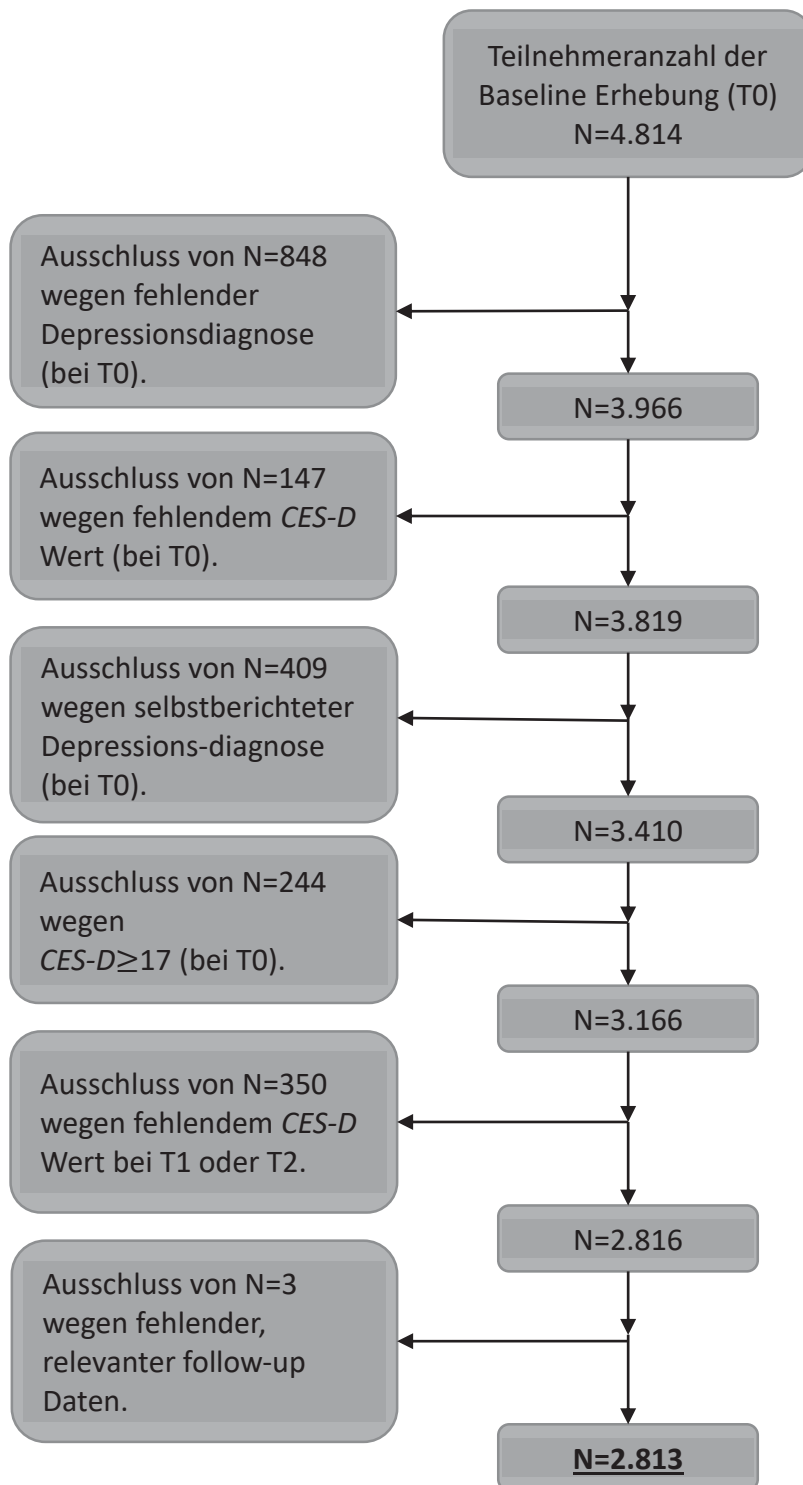 Teilnehmeranzahl der
Baseline Erhebung (T0)
N=4.814
Ausschluss von N=848
wegen fehlender
Depressionsdiagnose
(bei T0).
N=3.966
Ausschluss von N=147
wegen fehlendem CES-D
Wert (bei T0).
N=3.819
Ausschluss von N=409
wegen selbstberichteter
Depressions-diagnose
(bei T0).
N=3.410
Ausschluss von N=244
wegen
CES-D≥17 (bei T0).
N=3.166
Ausschluss von N=350
wegen fehlendem CES-D
Wert bei T1 oder T2.
N=2.816
Ausschluss von N=3
wegen fehlender,
relevanter follow-up
Daten.
N=2.813